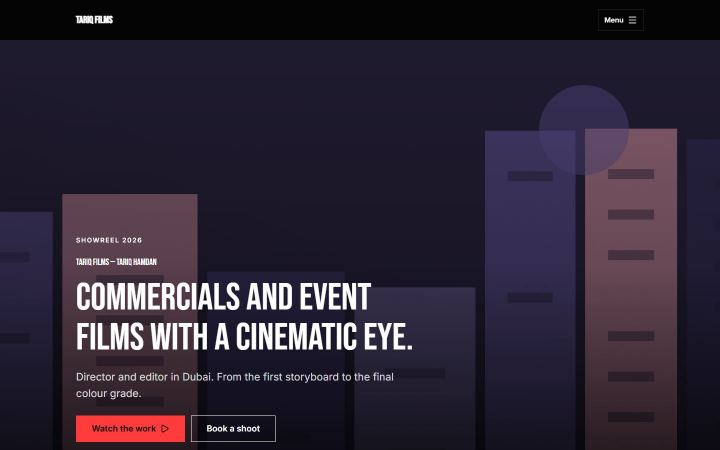 TARIQ FILMS
Menu
SHOWREEL 2026
TARIQ FILMS — TARIQ HAMDAN
COMMERCIALS AND EVENT
FILMS WITH A CINEMATIC EYE.
Director and editor in Dubai. From the first storyboard to the final
colour grade.
Watch the work
Book a shoot